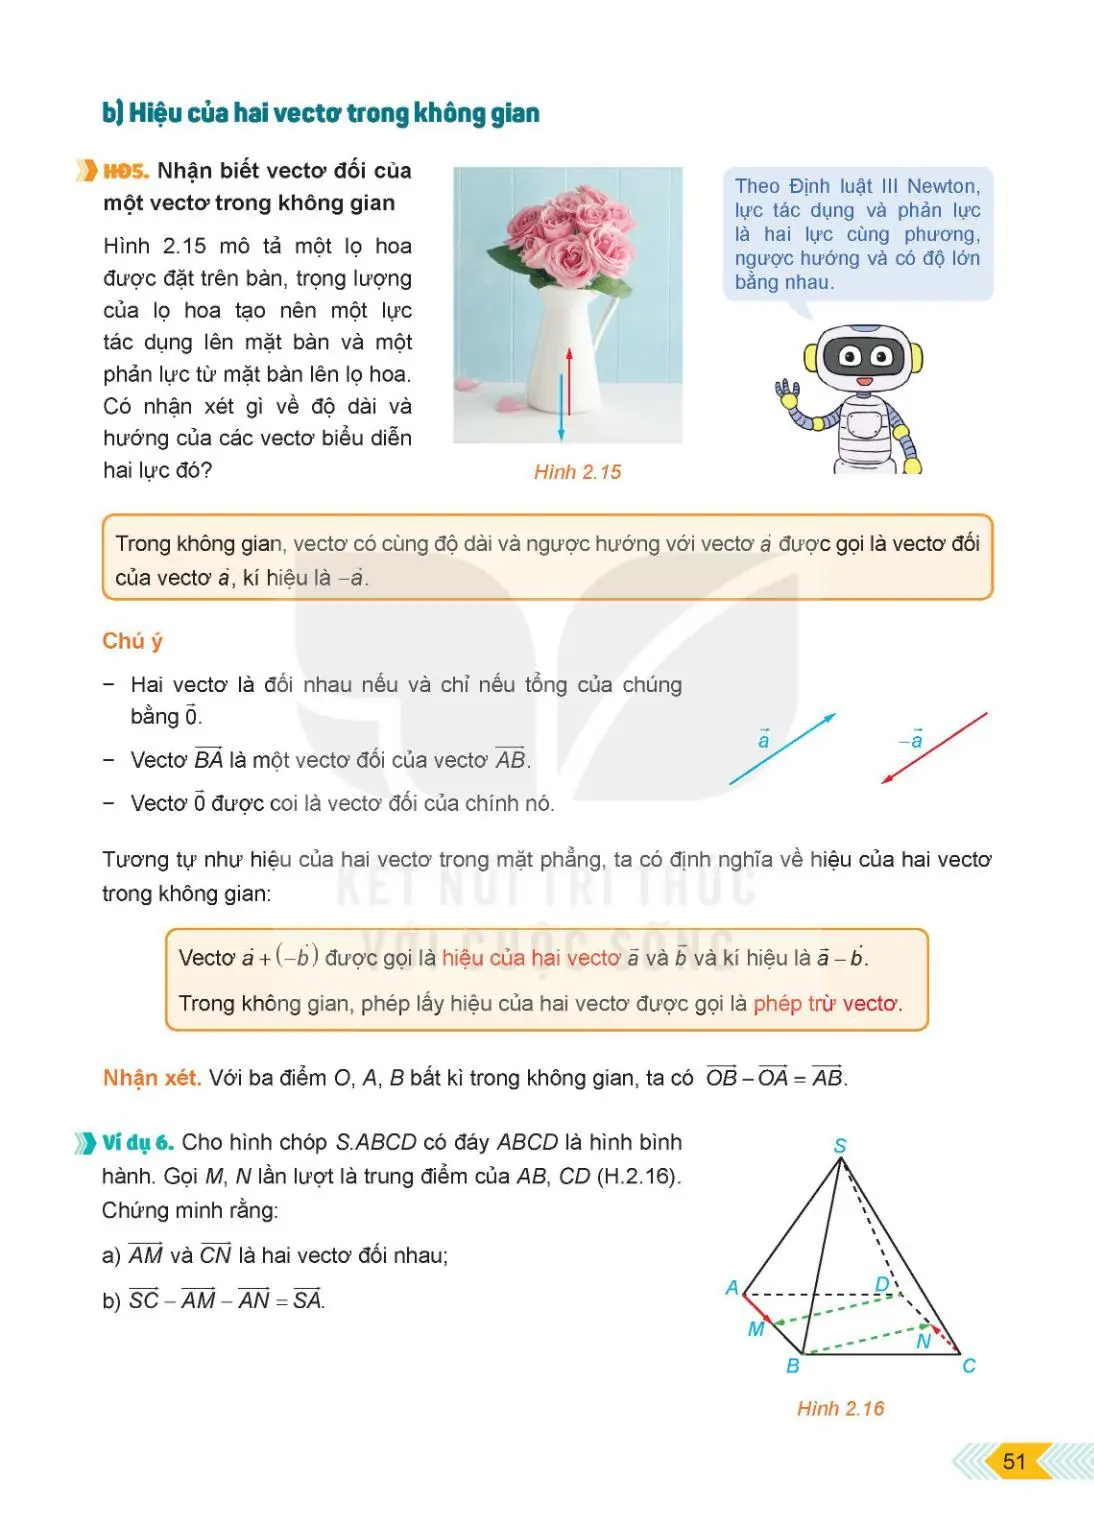 b) Hiệu của hai vectơ trong không gian
HĐ5. Nhận biết vectơ đối của
một vectơ trong không gian
Hình 2.15 mô tả một lọ hoa
được đặt trên bàn, trọng lượng
của lọ hoa tạo nên một lực
tác dụng lên mặt bàn và một
phản lực từ mặt bàn lên lọ hoa.
Có nhận xét gì về độ dài và
hướng của các vectơ biểu diễn
hai lực đó?
Hình 2.15
Theo Định luật III Newton,
lực tác dụng và phản lực
là hai lực cùng phương,
ngược hướng và có độ lớn
bằng nhau.
Trong không gian, vectơ có cùng độ dài và ngược hướng với vectơ a⃗ được gọi là vectơ đối
của vectơ a⃗, kí hiệu là –a⃗.
Chú ý
– Hai vectơ là đối nhau nếu và chỉ nếu tổng của chúng
bằng 0⃗.
– Vectơ BA⃗ là một vectơ đối của vectơ AB⃗.
– Vectơ 0⃗ được coi là vectơ đối của chính nó.
a⃗
–a⃗
Tương tự như hiệu của hai vectơ trong mặt phẳng, ta có định nghĩa về hiệu của hai vectơ
trong không gian:
KẾT NỐI TRI THỨC
VỚI CUỘC SỐNG
Vectơ a⃗ + (–b⃗) được gọi là hiệu của hai vectơ a⃗ và b⃗ và kí hiệu là a⃗ – b⃗.
Trong không gian, phép lấy hiệu của hai vectơ được gọi là phép trừ vectơ.
Nhận xét. Với ba điểm O, A, B bất kì trong không gian, ta có OB⃗ – OA⃗ = AB⃗.
Ví dụ 6. Cho hình chóp S.ABCD có đáy ABCD là hình bình
hành. Gọi M, N lần lượt là trung điểm của AB, CD (H.2.16).
Chứng minh rằng:
a) AM⃗ và CN⃗ là hai vectơ đối nhau;
b) SC⃗ – AM⃗ – AN⃗ = SA⃗.
S
A
D
M
N
B
C
Hình 2.16
51